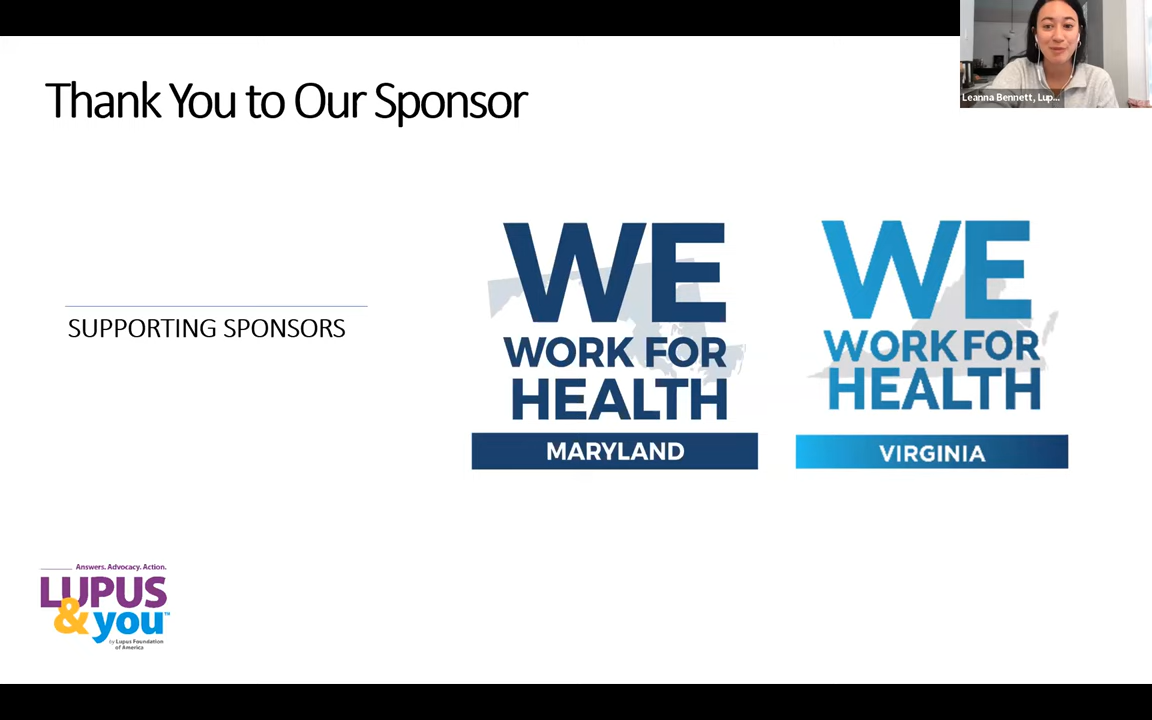 Thank You to Our Sponsor
Leanna Bennett, Lup...
SUPPORTING SPONSORS
WE
WORK FOR
HEALTH
MARYLAND
WE
WORK FOR
HEALTH
VIRGINIA
Answers. Advocacy. Action.
LUPUS
&you™
by Lupus Foundation
of America